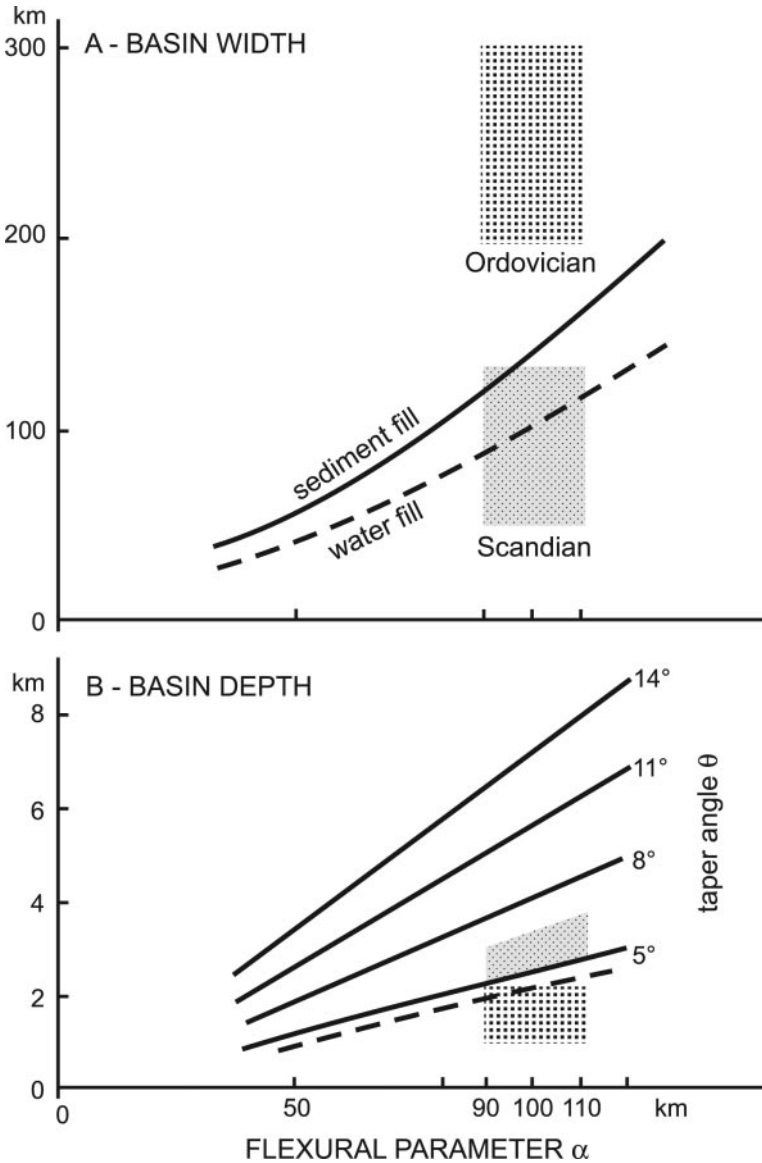 km
A - BASIN WIDTH
300
200
Ordovician
sediment fill
100
water fill
Scandian
0
km
B - BASIN DEPTH
14°
8
11°
taper angle θ
6
8°
4
5°
2
0
0
50
90
100
110
km
FLEXURAL PARAMETER α